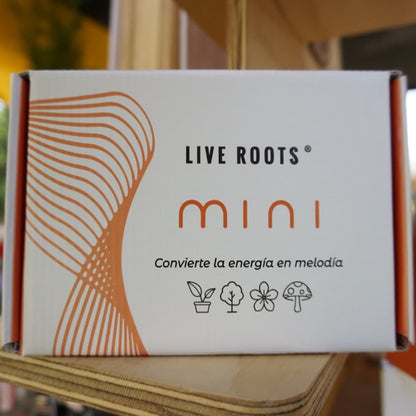 LIVE ROOTS®
mini
Convierte la energía en melodía